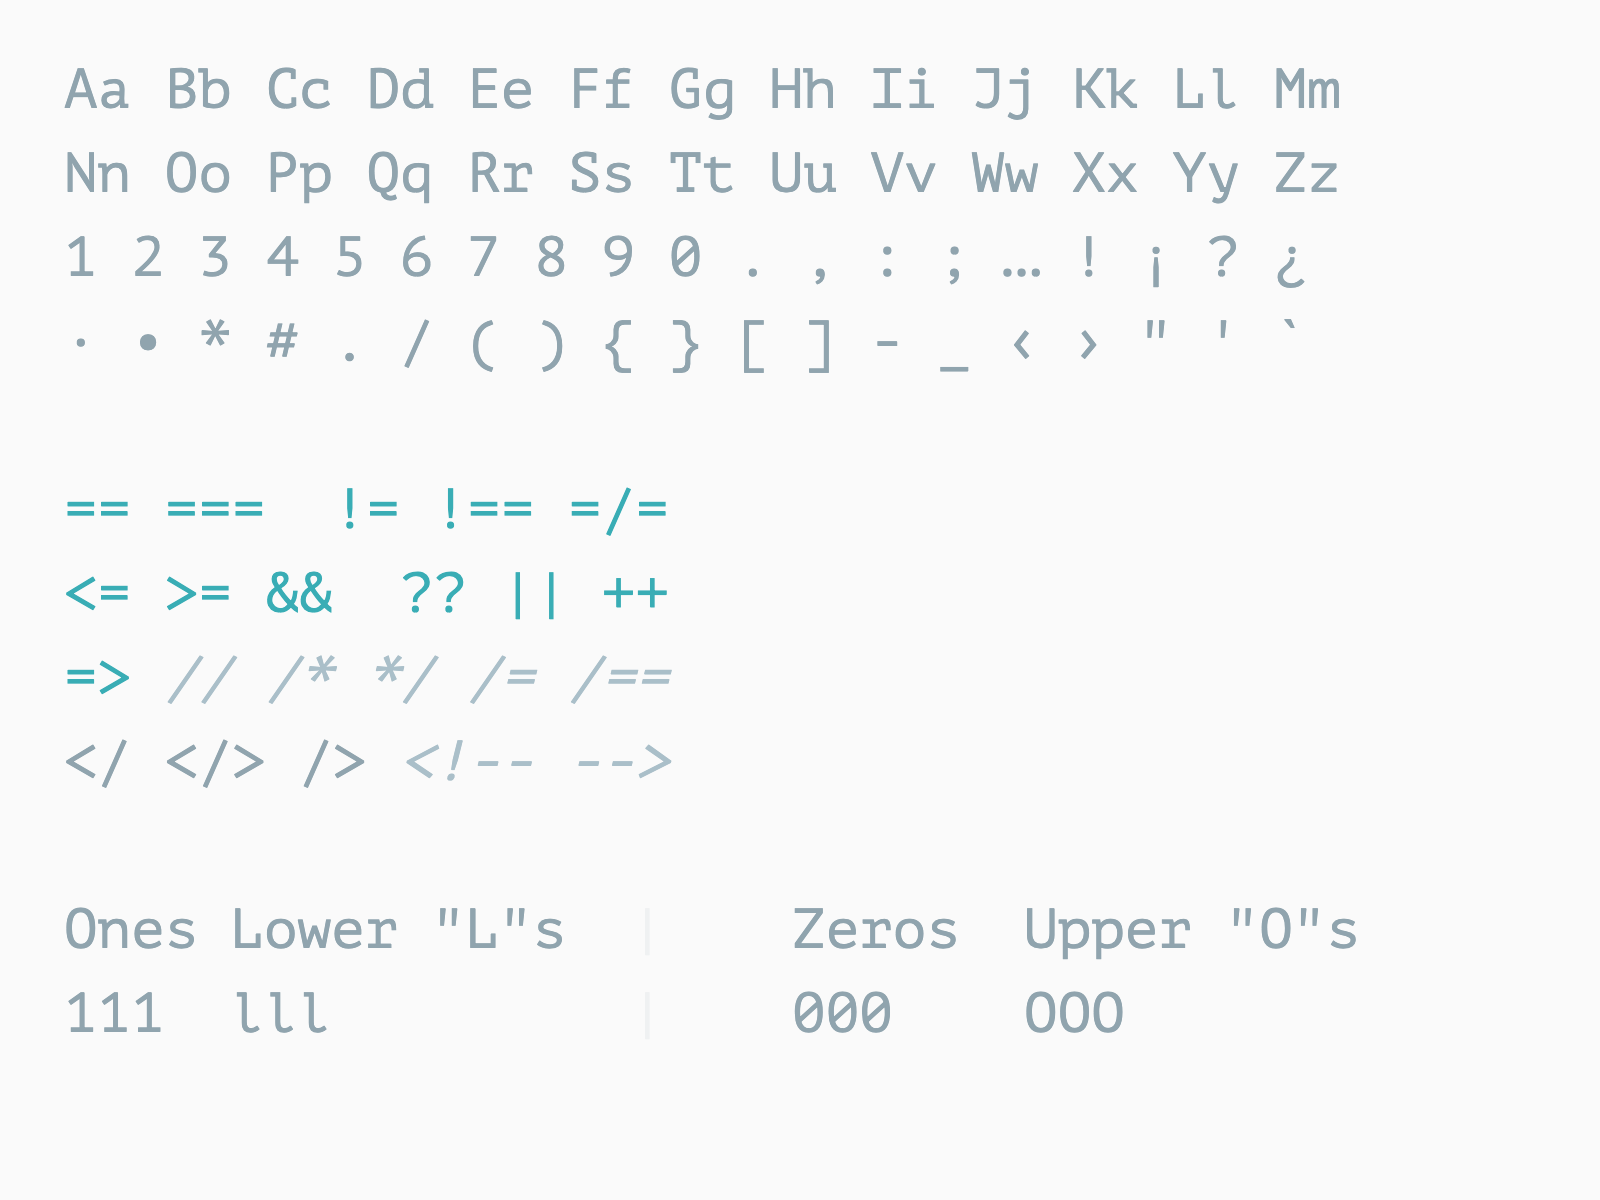 Aa Bb Cc Dd Ee Ff Gg Hh Ii Jj Kk Ll Mm
Nn Oo Pp Qq Rr Ss Tt Uu Vv Ww Xx Yy Zz
1 2 3 4 5 6 7 8 9 0 . , : ; … ! ¡ ? ¿
· • * # . / ( ) { } [ ] - _ ‹ › " ' `
== ===  != !== =/=
<= >= &&  ?? || ++
=> // /* */ /= /==
</ </> /> <!-- -->
Ones Lower "L"s  |    Zeros  Upper "O"s
111  lll         |    000    OOO